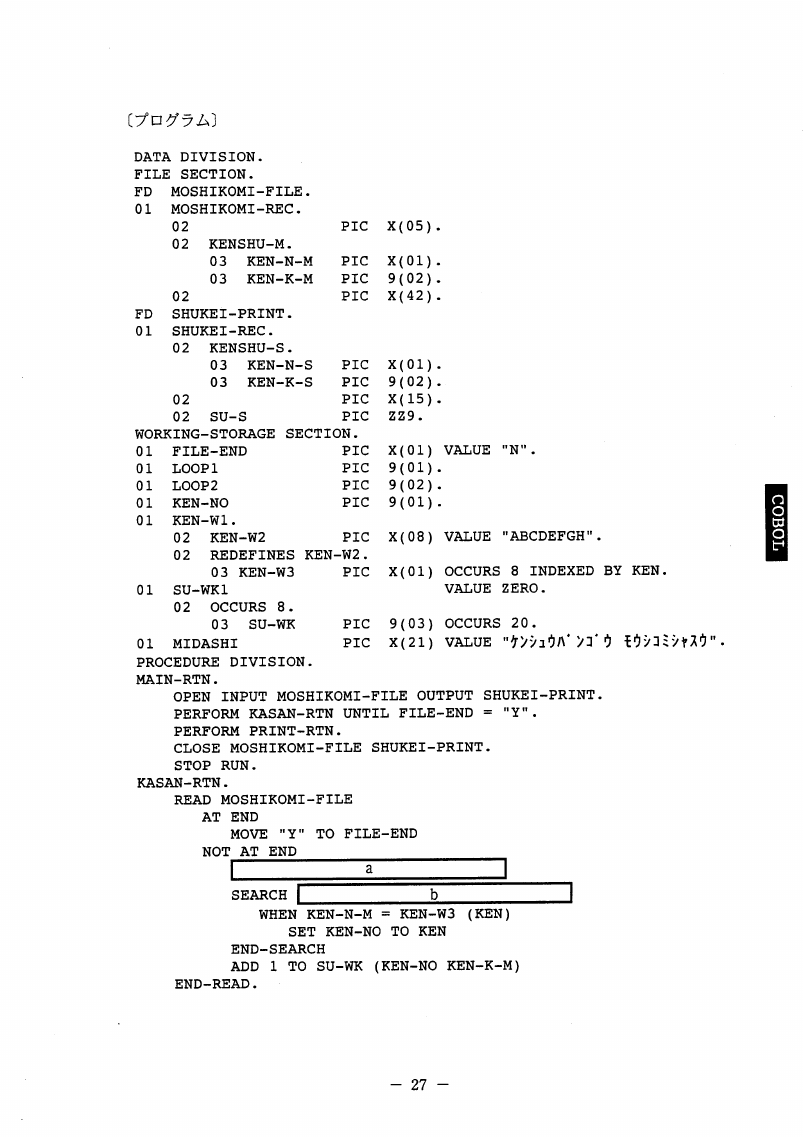 〔プログラム〕
DATA DIVISION.
FILE SECTION.
FD  MOSHIKOMI-FILE.
01  MOSHIKOMI-REC.
    02                PIC  X(05).
    02  KENSHU-M.
        03  KEN-N-M   PIC  X(01).
        03  KEN-K-M   PIC  9(02).
    02                PIC  X(42).
FD  SHUKEI-PRINT.
01  SHUKEI-REC.
    02  KENSHU-S.
        03  KEN-N-S   PIC  X(01).
        03  KEN-K-S   PIC  9(02).
    02                PIC  X(15).
    02  SU-S          PIC  ZZ9.
WORKING-STORAGE SECTION.
01  FILE-END          PIC  X(01) VALUE "N".
01  LOOP1             PIC  9(01).
01  LOOP2             PIC  9(02).
01  KEN-NO            PIC  9(01).
01  KEN-W1.
    02  KEN-W2        PIC  X(08) VALUE "ABCDEFGH".
    02  REDEFINES KEN-W2.
        03 KEN-W3     PIC  X(01) OCCURS 8 INDEXED BY KEN.
01  SU-WK1                       VALUE ZERO.
    02  OCCURS 8.
        03  SU-WK     PIC  9(03) OCCURS 20.
01  MIDASHI           PIC  X(21) VALUE "ｹﾝｼｭｳﾊﾞﾝｺﾞｳ ﾓｳｼｺﾐｼｬｽｳ".
PROCEDURE DIVISION.
MAIN-RTN.
    OPEN INPUT MOSHIKOMI-FILE OUTPUT SHUKEI-PRINT.
    PERFORM KASAN-RTN UNTIL FILE-END = "Y".
    PERFORM PRINT-RTN.
    CLOSE MOSHIKOMI-FILE SHUKEI-PRINT.
    STOP RUN.
KASAN-RTN.
    READ MOSHIKOMI-FILE
       AT END
          MOVE "Y" TO FILE-END
       NOT AT END
          a
          SEARCH b
             WHEN KEN-N-M = KEN-W3 (KEN)
                SET KEN-NO TO KEN
          END-SEARCH
          ADD 1 TO SU-WK (KEN-NO KEN-K-M)
    END-READ.
COBOL
— 27 —